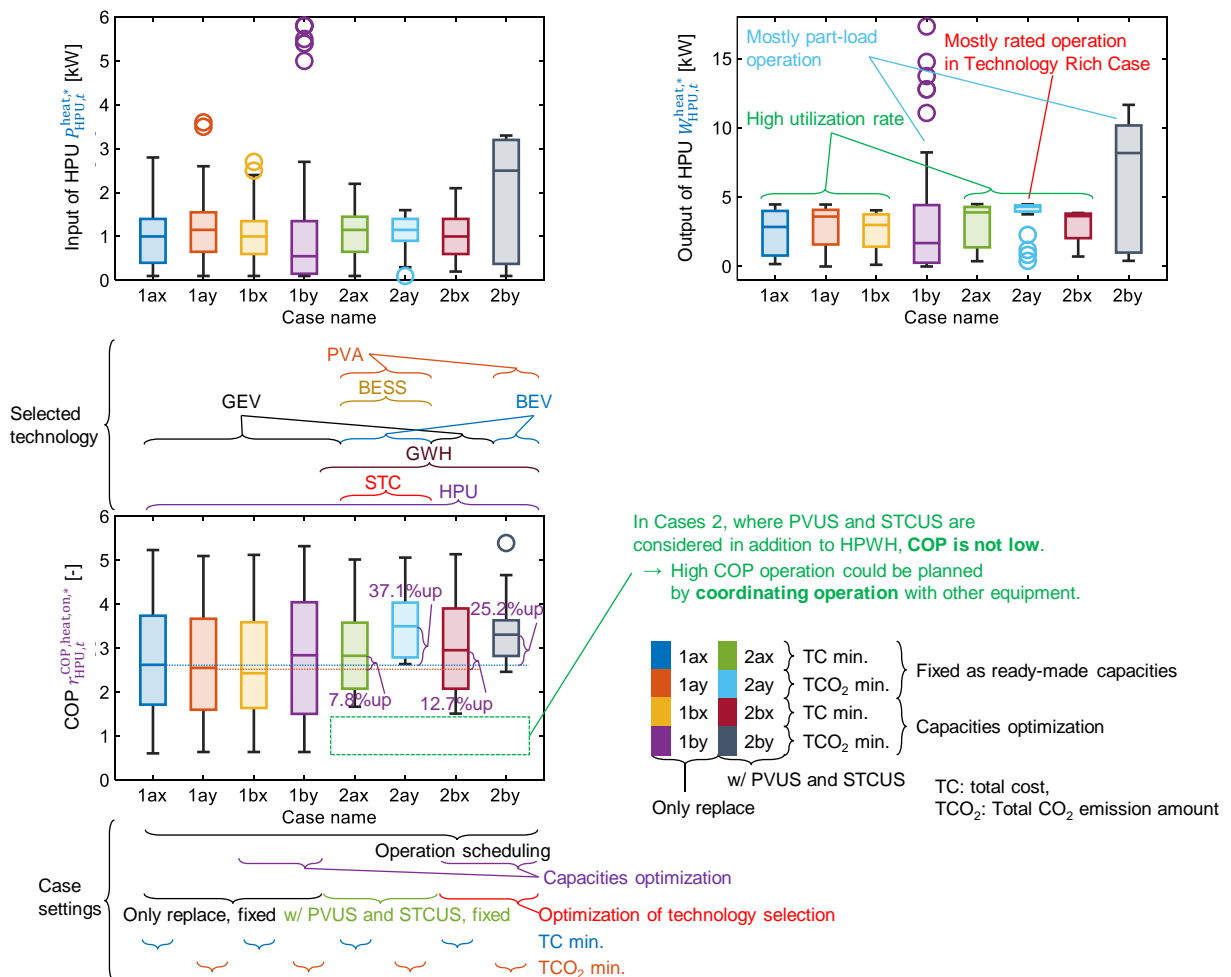 6
5
4
3
2
1
0
Input of HPU P^{heat,*}_{HPU,t} [kW]
1ax 1ay 1bx 1by 2ax 2ay 2bx 2by
Case name
15
10
5
0
Output of HPU W^{heat,*}_{HPU,t} [kW]
Mostly part-load
operation
Mostly rated operation
in Technology Rich Case
High utilization rate
1ax 1ay 1bx 1by 2ax 2ay 2bx 2by
Case name
Selected
technology
PVA
BESS
GEV
BEV
GWH
STC
HPU
6
5
4
3
2
1
0
COP r^{COP,heat,on,*}_{HPU,t} [-]
37.1%up
25.2%up
7.8%up
12.7%up
1ax 1ay 1bx 1by 2ax 2ay 2bx 2by
Case name
In Cases 2, where PVUS and STCUS are
considered in addition to HPWH, COP is not low.
→ High COP operation could be planned
by coordinating operation with other equipment.
1ax 2ax TC min.
1ay 2ay TCO₂ min.
Fixed as ready-made capacities
1bx 2bx TC min.
1by 2by TCO₂ min.
Capacities optimization
w/ PVUS and STCUS
Only replace
TC: total cost,
TCO₂: Total CO₂ emission amount
Case
settings
Operation scheduling
Capacities optimization
Only replace, fixed w/ PVUS and STCUS, fixed Optimization of technology selection
TC min.
TCO₂ min.